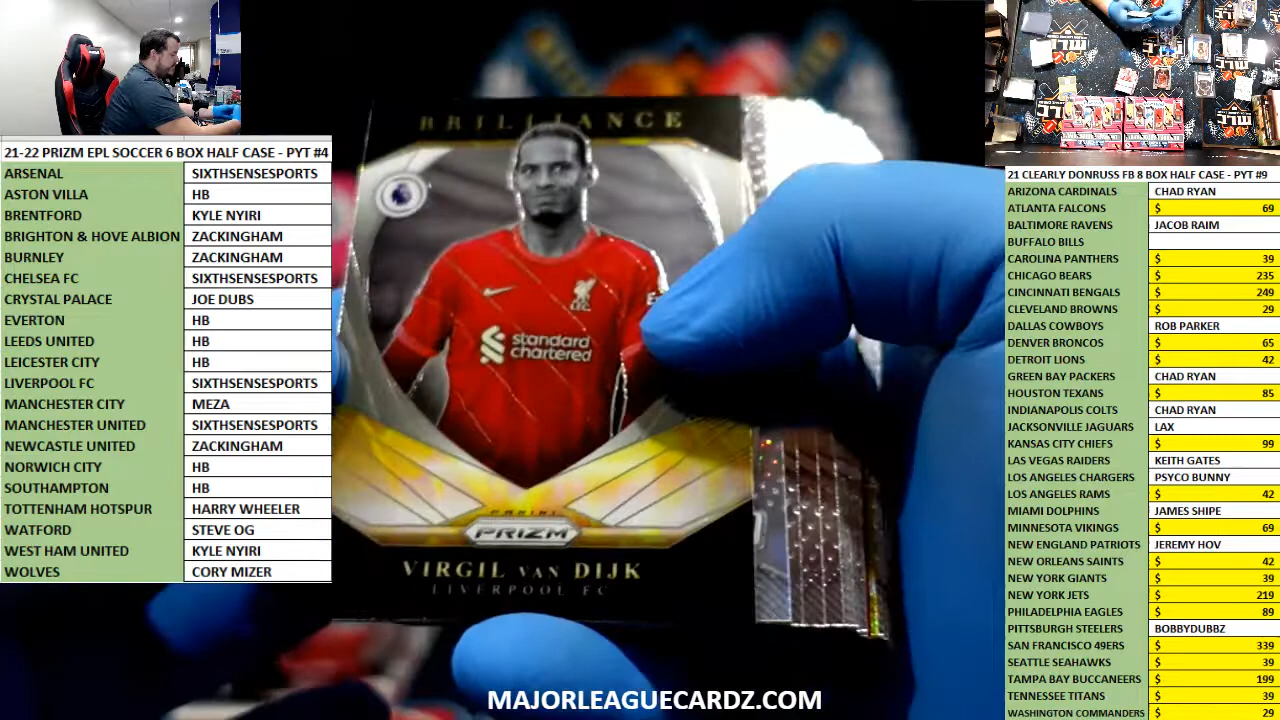 21-22 PRIZM EPL SOCCER 6 BOX HALF CASE - PYT #4
ARSENAL SIXTHSENSESPORTS
ASTON VILLA HB
BRENTFORD KYLE NYIRI
BRIGHTON & HOVE ALBION ZACKINGHAM
BURNLEY ZACKINGHAM
CHELSEA FC SIXTHSENSESPORTS
CRYSTAL PALACE JOE DUBS
EVERTON HB
LEEDS UNITED HB
LEICESTER CITY HB
LIVERPOOL FC SIXTHSENSESPORTS
MANCHESTER CITY MEZA
MANCHESTER UNITED SIXTHSENSESPORTS
NEWCASTLE UNITED ZACKINGHAM
NORWICH CITY HB
SOUTHAMPTON HB
TOTTENHAM HOTSPUR HARRY WHEELER
WATFORD STEVE OG
WEST HAM UNITED KYLE NYIRI
WOLVES CORY MIZER
BRILLIANCE
LFC
standard
chartered
PANINI
PRIZM
VIRGIL VAN DIJK
LIVERPOOL FC
MAJORLEAGUECARDZ.COM
21 CLEARLY DONRUSS FB 8 BOX HALF CASE - PYT #9
ARIZONA CARDINALS CHAD RYAN
ATLANTA FALCONS $ 69
BALTIMORE RAVENS JACOB RAIM
BUFFALO BILLS
CAROLINA PANTHERS $ 39
CHICAGO BEARS $ 235
CINCINNATI BENGALS $ 249
CLEVELAND BROWNS $ 29
DALLAS COWBOYS ROB PARKER
DENVER BRONCOS $ 65
DETROIT LIONS $ 42
GREEN BAY PACKERS CHAD RYAN
HOUSTON TEXANS $ 85
INDIANAPOLIS COLTS CHAD RYAN
JACKSONVILLE JAGUARS LAX
KANSAS CITY CHIEFS $ 99
LAS VEGAS RAIDERS KEITH GATES
LOS ANGELES CHARGERS PSYCO BUNNY
LOS ANGELES RAMS $ 42
MIAMI DOLPHINS JAMES SHIPE
MINNESOTA VIKINGS $ 69
NEW ENGLAND PATRIOTS JEREMY HOV
NEW ORLEANS SAINTS $ 42
NEW YORK GIANTS $ 39
NEW YORK JETS $ 219
PHILADELPHIA EAGLES $ 89
PITTSBURGH STEELERS BOBBYDUBBZ
SAN FRANCISCO 49ERS $ 339
SEATTLE SEAHAWKS $ 39
TAMPA BAY BUCCANEERS $ 199
TENNESSEE TITANS $ 39
WASHINGTON COMMANDERS $ 29